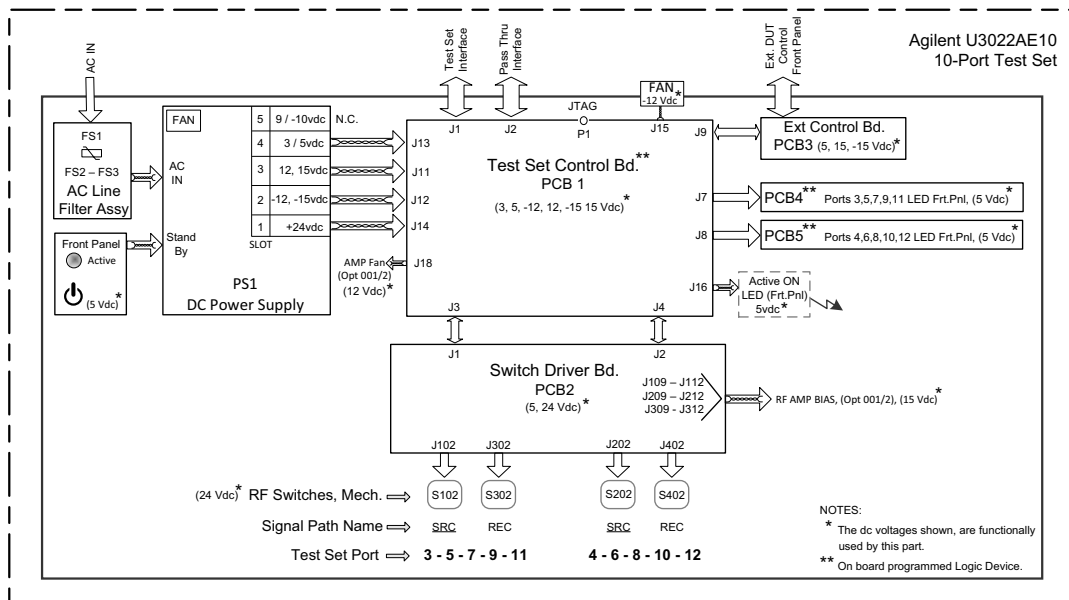 Agilent U3022AE10
10-Port Test Set
AC IN
Test Set
Interface
Pass Thru
Interface
Ext. DUT
Control
Front Panel
FS1
FS2 – FS3
AC Line
Filter Assy
Front Panel
Active
(5 Vdc)*
FAN
AC
IN
Stand
By
5 9 / -10vdc N.C.
4 3 / 5vdc
3 12, 15vdc
2 -12, -15vdc
1 +24vdc
SLOT
PS1
DC Power Supply
FAN
-12 Vdc*
JTAG
P1
J1
J2
J15
J9
J13
J11
J12
J14
J18
J7
J8
J16
J3
J4
Test Set Control Bd.**
PCB 1
(3, 5, -12, 12, -15 15 Vdc)*
AMP Fan
(Opt 001/2)
(12 Vdc)*
Ext Control Bd.
PCB3 (5, 15, -15 Vdc)*
PCB4** Ports 3,5,7,9,11 LED Frt.Pnl, (5 Vdc)*
PCB5** Ports 4,6,8,10,12 LED Frt.Pnl, (5 Vdc)*
Active ON
LED (Frt.Pnl)
5vdc*
J1
J2
Switch Driver Bd.
PCB2
(5, 24 Vdc)*
J109 – J112
J209 – J212
J309 - J312
RF AMP BIAS, (Opt 001/2), (15 Vdc)*
J102
J302
J202
J402
(24 Vdc)* RF Switches, Mech.
S102
S302
S202
S402
Signal Path Name
SRC
REC
SRC
REC
Test Set Port
3 - 5 - 7 - 9 - 11
4 - 6 - 8 - 10 - 12
NOTES:
* The dc voltages shown, are functionally
used by this part.
** On board programmed Logic Device.